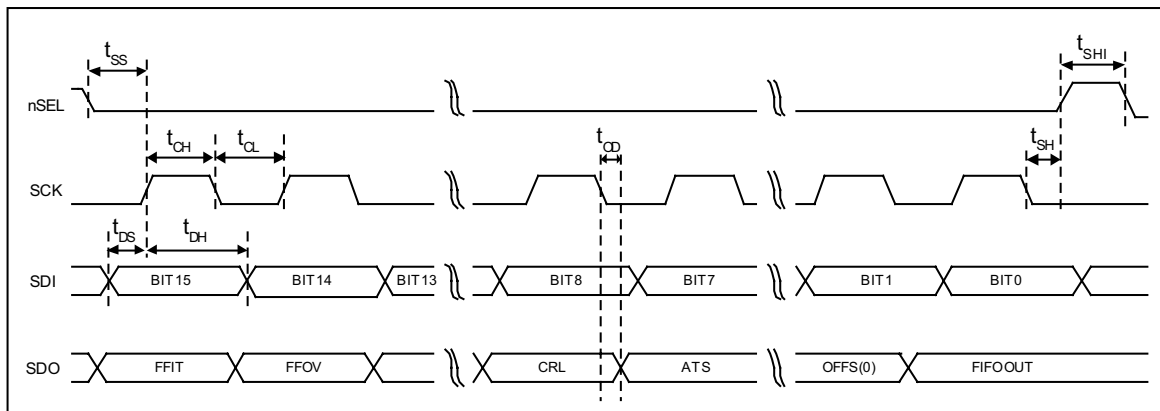 tSS
tSHI
nSEL
tCH
tCL
tOD
tSH
SCK
tDS
tDH
SDI
BIT15
BIT14
BIT13
BIT8
BIT7
BIT1
BIT0
SDO
FFIT
FFOV
CRL
ATS
OFFS(0)
FIFOOUT